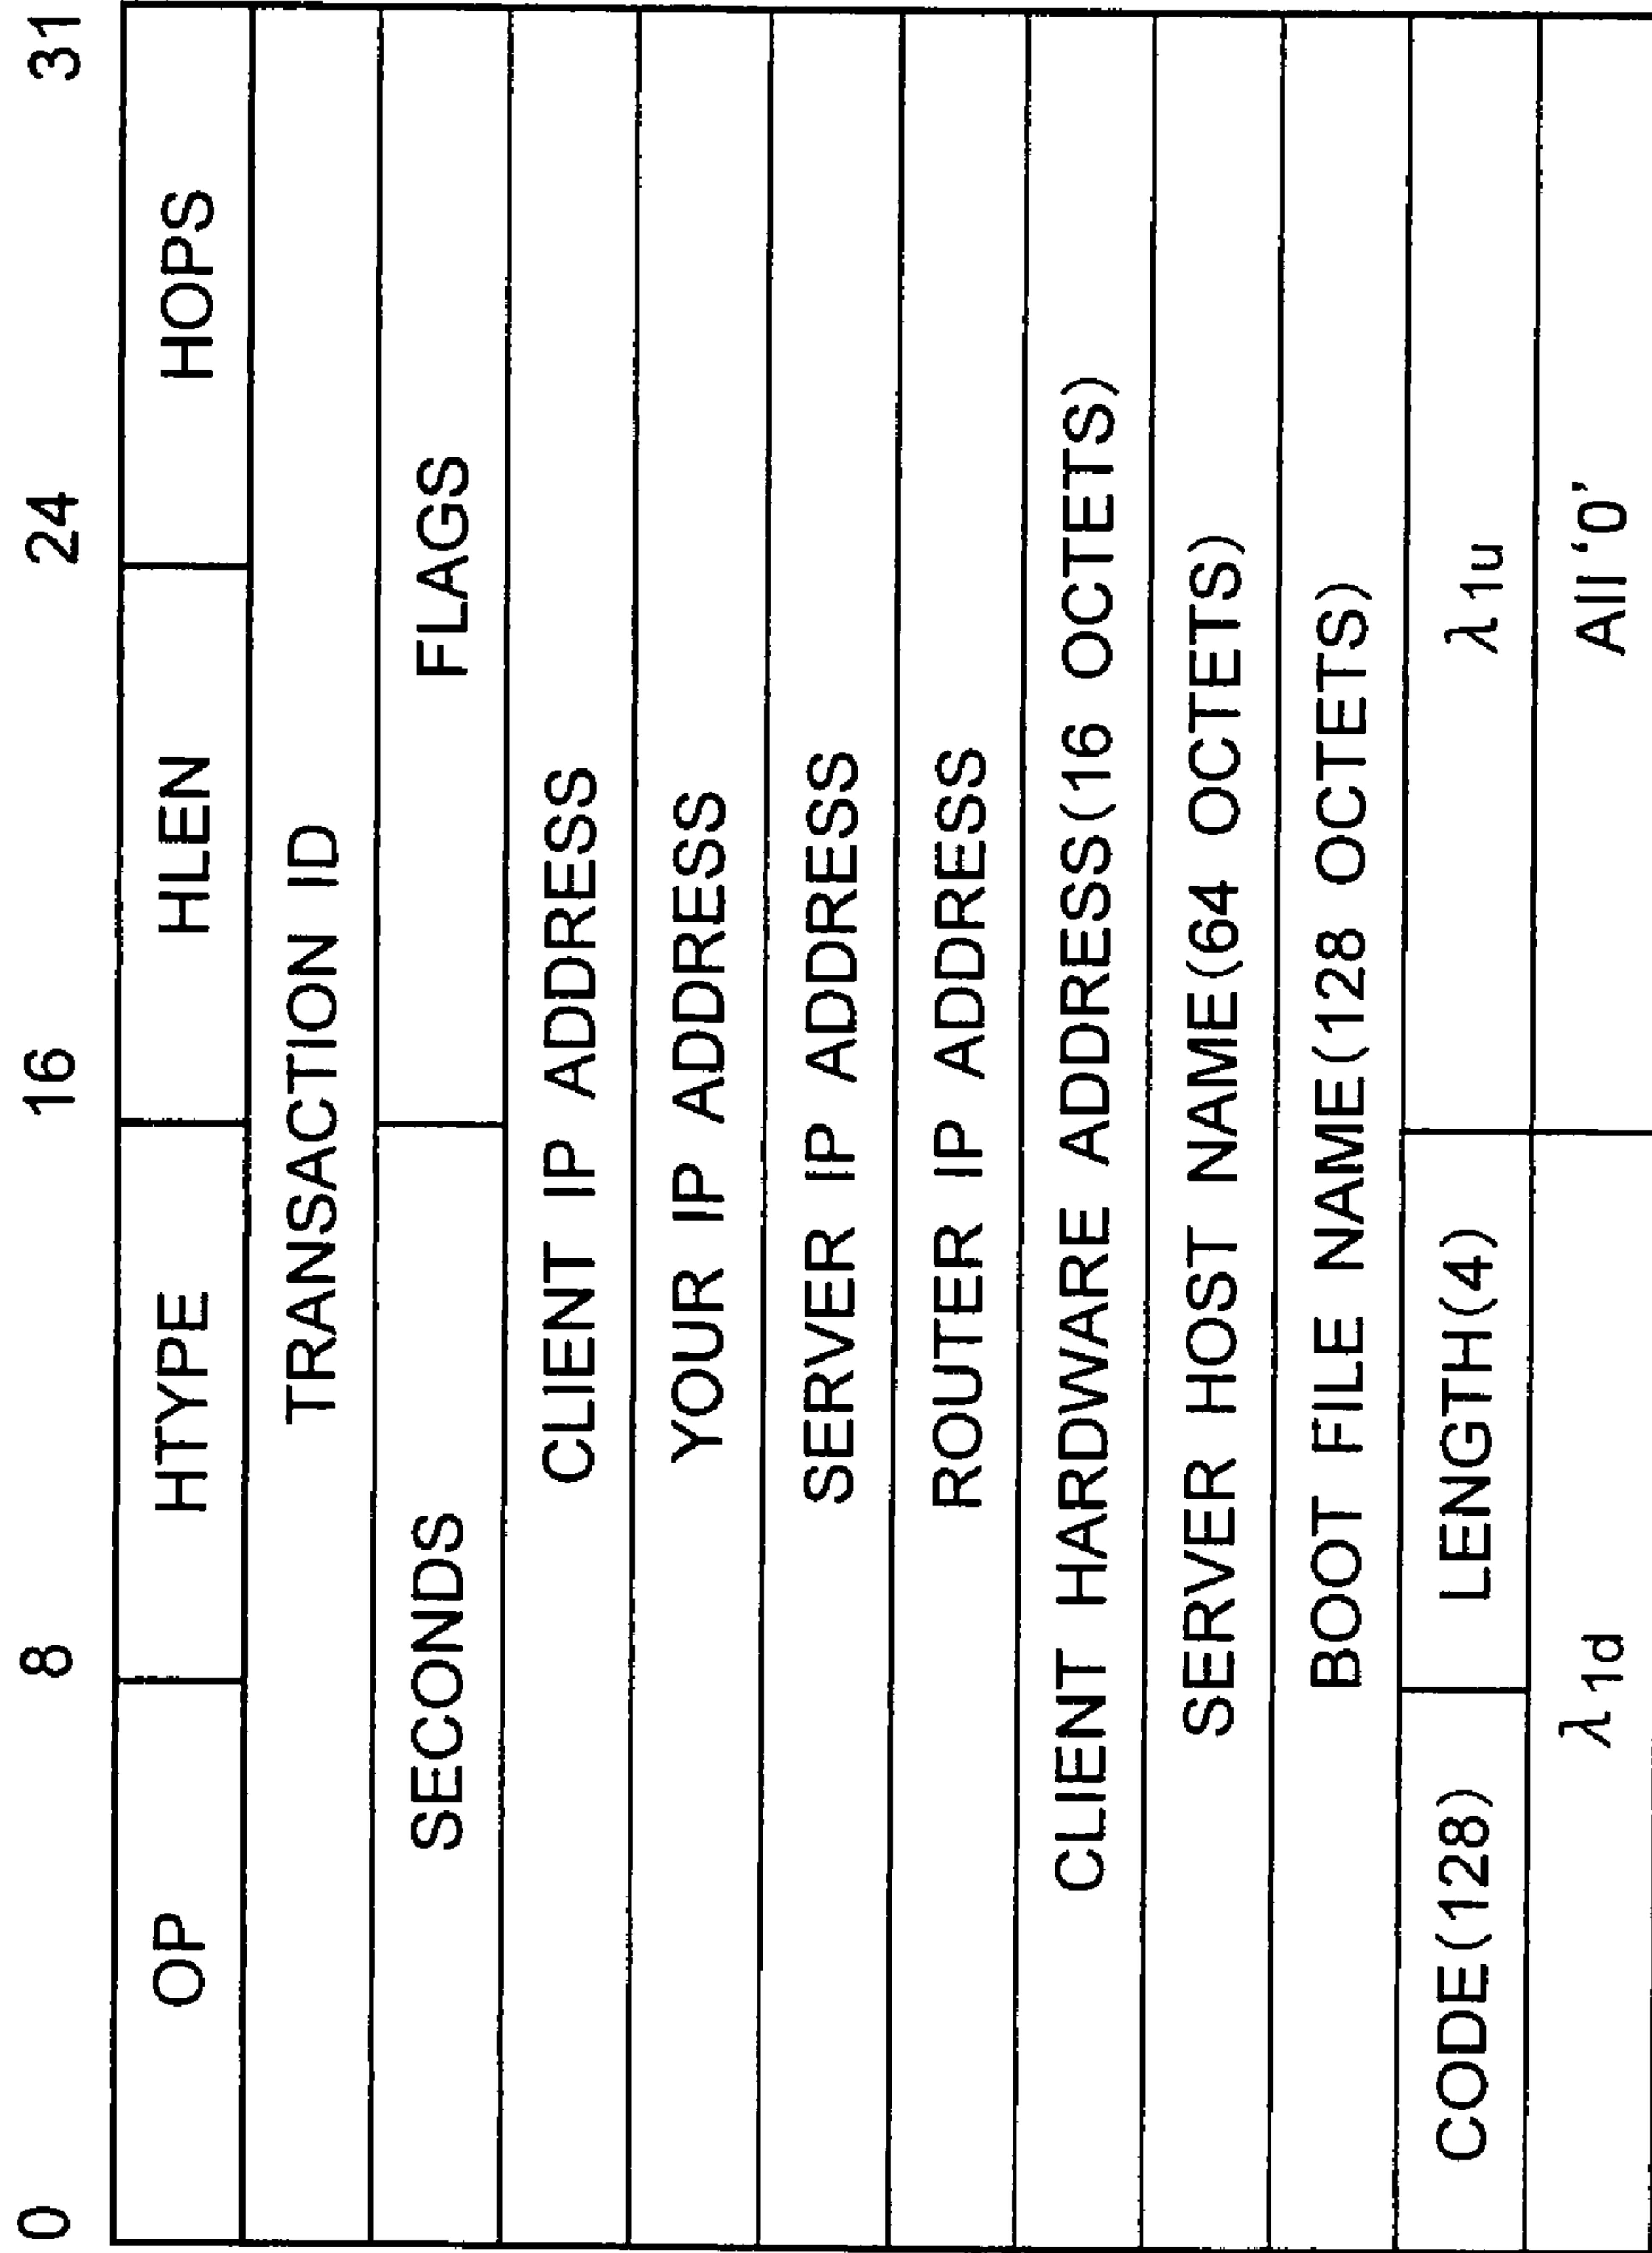 0 8 16 24 31
OP HTYPE HLEN HOPS
TRANSACTION ID
SECONDS FLAGS
CLIENT IP ADDRESS
YOUR IP ADDRESS
SERVER IP ADDRESS
ROUTER IP ADDRESS
CLIENT HARDWARE ADDRESS(16 OCTETS)
SERVER HOST NAME(64 OCTETS)
BOOT FILE NAME(128 OCTETS)
CODE(128) LENGTH(4) λ1u
λ1d All‘0’